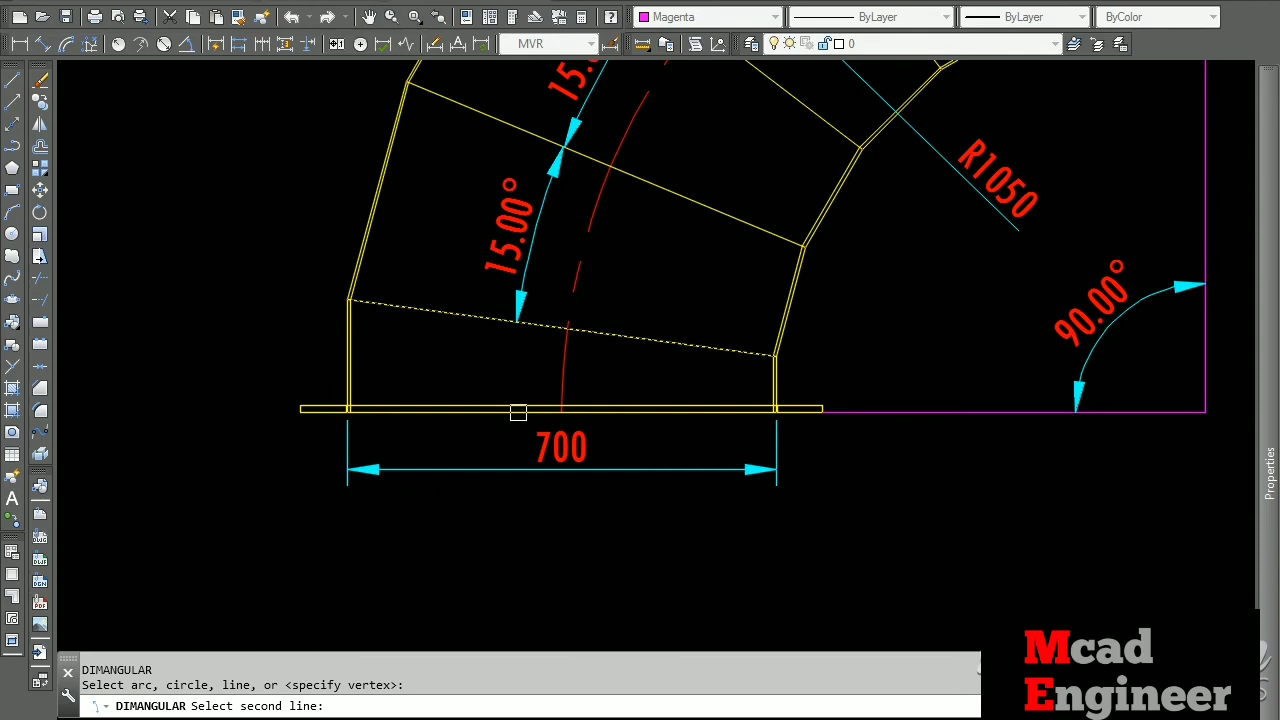 Magenta
ByLayer
ByLayer
ByColor
MVR
0
15.00°
R1050
90.00°
700
Properties
DIMANGULAR
Select arc, circle, line, or <specify vertex>:
DIMANGULAR Select second line:
Mcad
Engineer